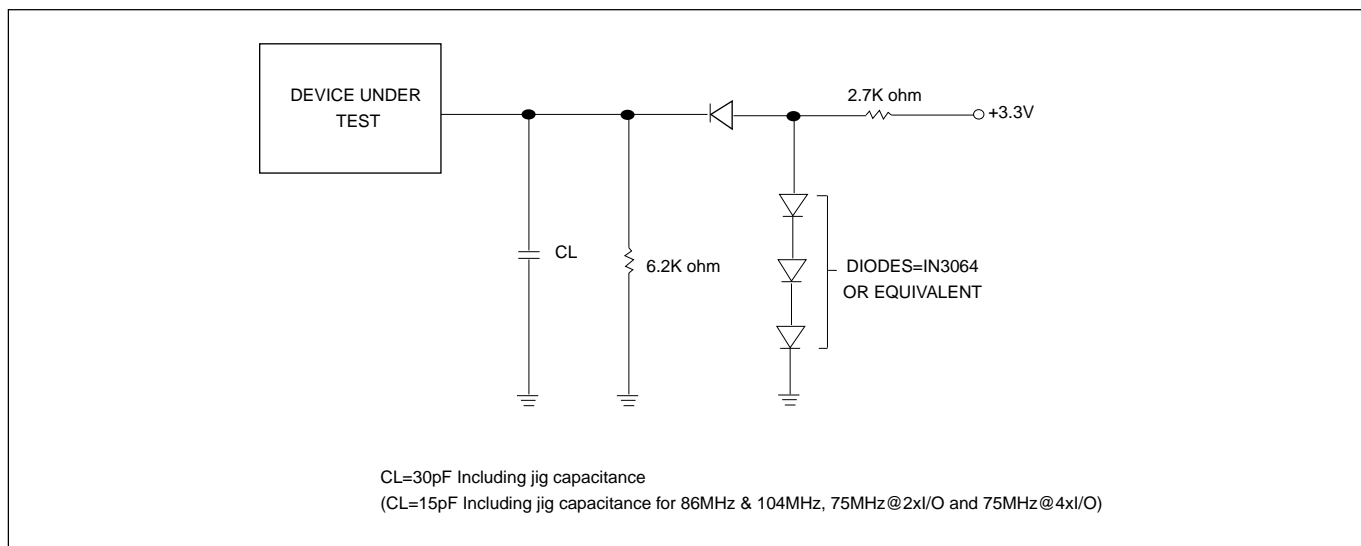 DEVICE UNDER
TEST
2.7K ohm
+3.3V
CL
6.2K ohm
DIODES=IN3064
OR EQUIVALENT
CL=30pF Including jig capacitance
(CL=15pF Including jig capacitance for 86MHz & 104MHz, 75MHz@2xI/O and 75MHz@4xI/O)